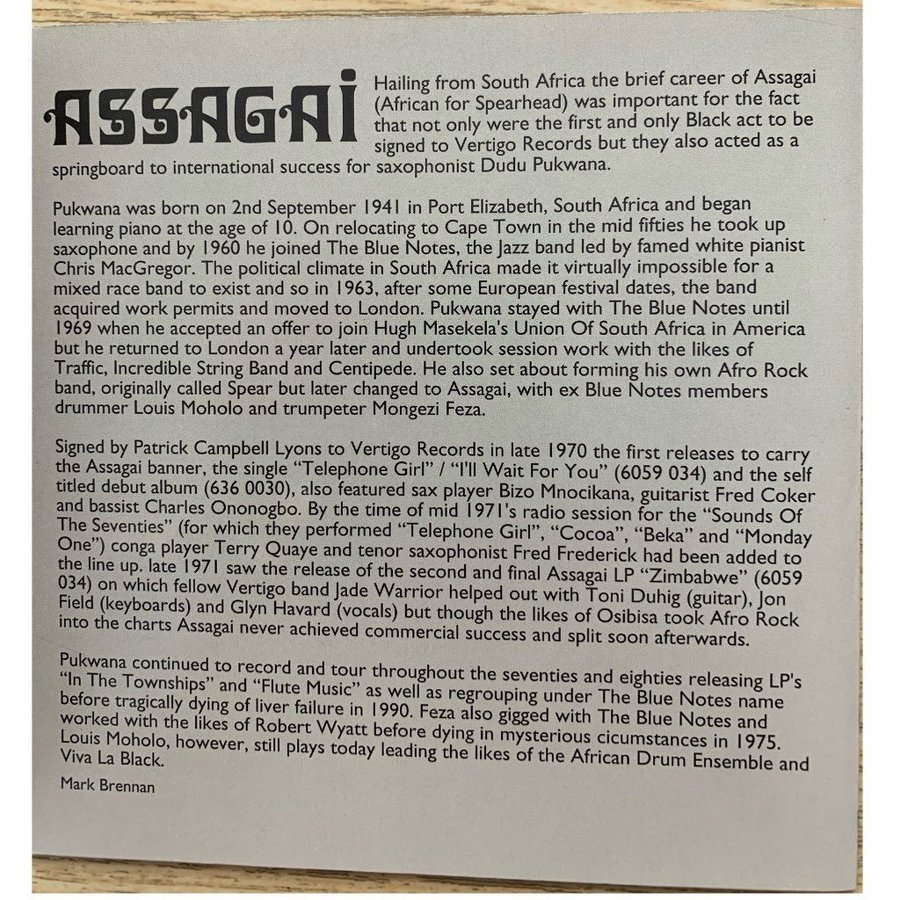 ASSAGAI
Hailing from South Africa the brief career of Assagai
(African for Spearhead) was important for the fact
that not only were the first and only Black act to be
signed to Vertigo Records but they also acted as a
springboard to international success for saxophonist Dudu Pukwana.
Pukwana was born on 2nd September 1941 in Port Elizabeth, South Africa and began
learning piano at the age of 10. On relocating to Cape Town in the mid fifties he took up
saxophone and by 1960 he joined The Blue Notes, the Jazz band led by famed white pianist
Chris MacGregor. The political climate in South Africa made it virtually impossible for a
mixed race band to exist and so in 1963, after some European festival dates, the band
acquired work permits and moved to London. Pukwana stayed with The Blue Notes until
1969 when he accepted an offer to join Hugh Masekela's Union Of South Africa in America
but he returned to London a year later and undertook session work with the likes of
Traffic, Incredible String Band and Centipede. He also set about forming his own Afro Rock
band, originally called Spear but later changed to Assagai, with ex Blue Notes members
drummer Louis Moholo and trumpeter Mongezi Feza.
Signed by Patrick Campbell Lyons to Vertigo Records in late 1970 the first releases to carry
the Assagai banner, the single “Telephone Girl” / “I'll Wait For You” (6059 034) and the self
titled debut album (636 0030), also featured sax player Bizo Mnocikana, guitarist Fred Coker
and bassist Charles Ononogbo. By the time of mid 1971's radio session for the “Sounds Of
The Seventies” (for which they performed “Telephone Girl”, “Cocoa”, “Beka” and “Monday
One”) conga player Terry Quaye and tenor saxophonist Fred Frederick had been added to
the line up. late 1971 saw the release of the second and final Assagai LP “Zimbabwe” (6059
034) on which fellow Vertigo band Jade Warrior helped out with Toni Duhig (guitar), Jon
Field (keyboards) and Glyn Havard (vocals) but though the likes of Osibisa took Afro Rock
into the charts Assagai never achieved commercial success and split soon afterwards.
Pukwana continued to record and tour throughout the seventies and eighties releasing LP's
“In The Townships” and “Flute Music” as well as regrouping under The Blue Notes name
before tragically dying of liver failure in 1990. Feza also gigged with The Blue Notes and
worked with the likes of Robert Wyatt before dying in mysterious cicumstances in 1975.
Louis Moholo, however, still plays today leading the likes of the African Drum Ensemble and
Viva La Black.
Mark Brennan